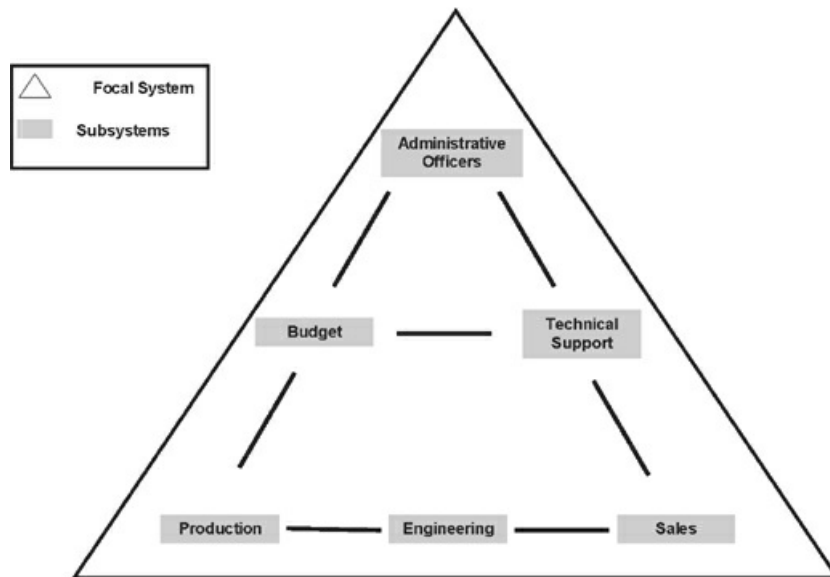 Focal System
Subsystems
Administrative
Officers
Budget
Technical
Support
Production
Engineering
Sales